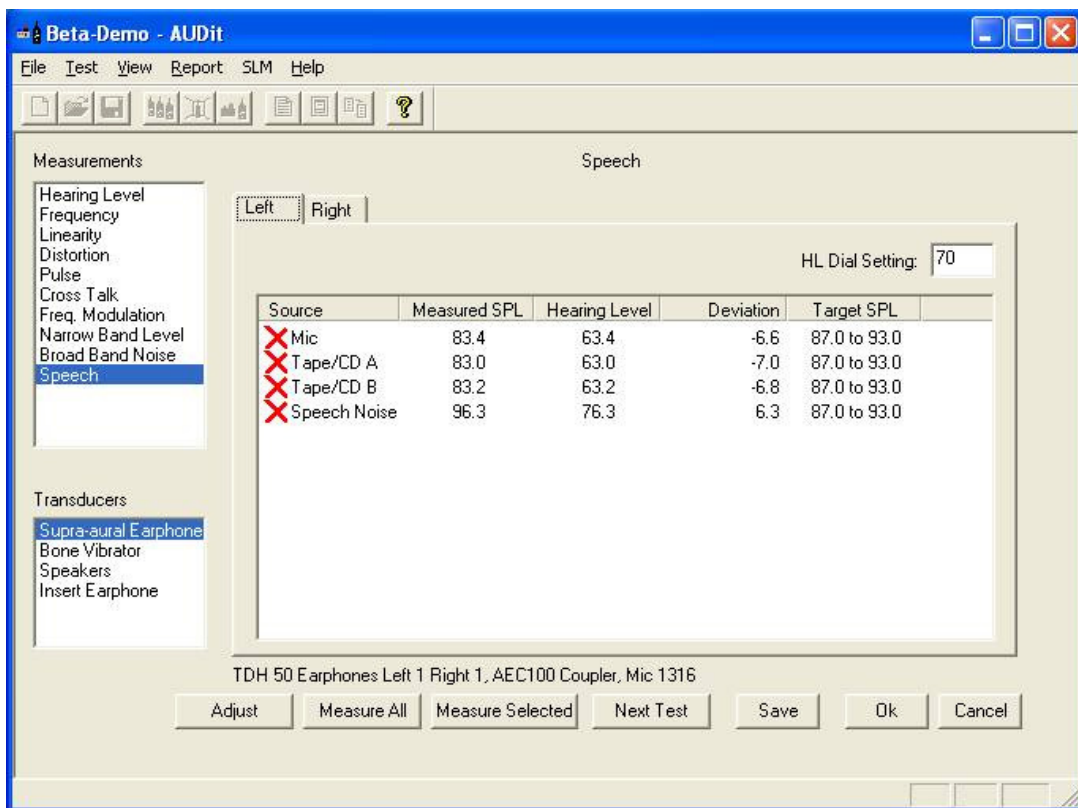 Beta-Demo - AUDit
File Test View Report SLM Help
?
Measurements
Hearing Level
Frequency
Linearity
Distortion
Pulse
Cross Talk
Freq. Modulation
Narrow Band Level
Broad Band Noise
Speech
Transducers
Supra-aural Earphone
Bone Vibrator
Speakers
Insert Earphone
Speech
Left Right
HL Dial Setting: 70
Source Measured SPL Hearing Level Deviation Target SPL
Mic 83.4 63.4 -6.6 87.0 to 93.0
Tape/CD A 83.0 63.0 -7.0 87.0 to 93.0
Tape/CD B 83.2 63.2 -6.8 87.0 to 93.0
Speech Noise 96.3 76.3 6.3 87.0 to 93.0
TDH 50 Earphones Left 1 Right 1, AEC100 Coupler, Mic 1316
Adjust Measure All Measure Selected Next Test Save Ok Cancel